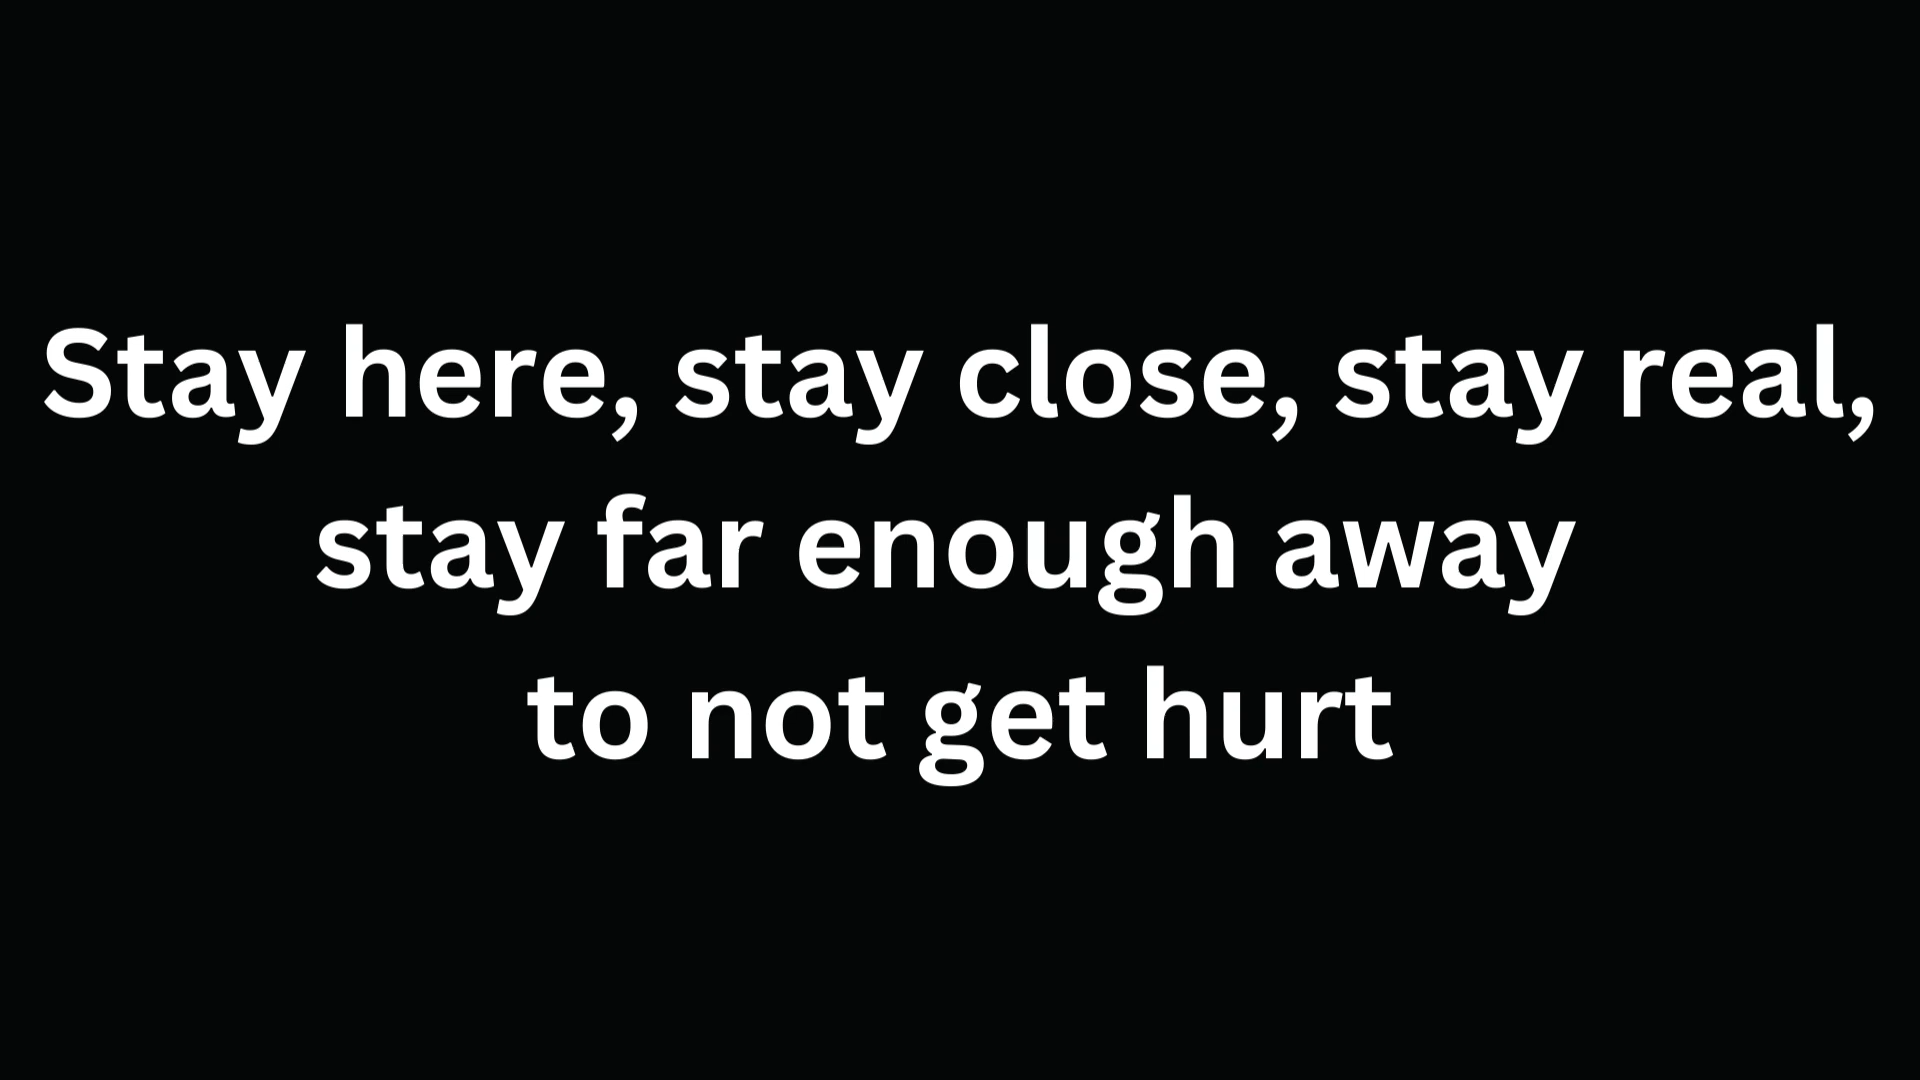 Stay here, stay close, stay real,
stay far enough away
to not get hurt